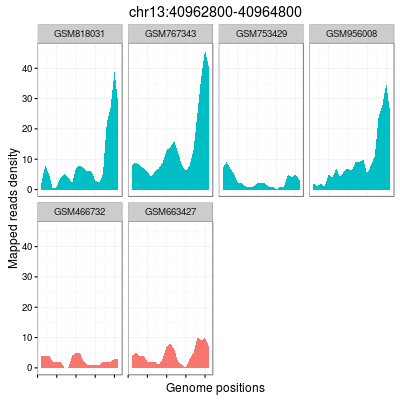 chr13:40962800-40964800
GSM818031 GSM767343 GSM753429 GSM956008
40
30
20
10
0
Mapped reads density
GSM466732 GSM663427
40
30
20
10
0
Genome positions